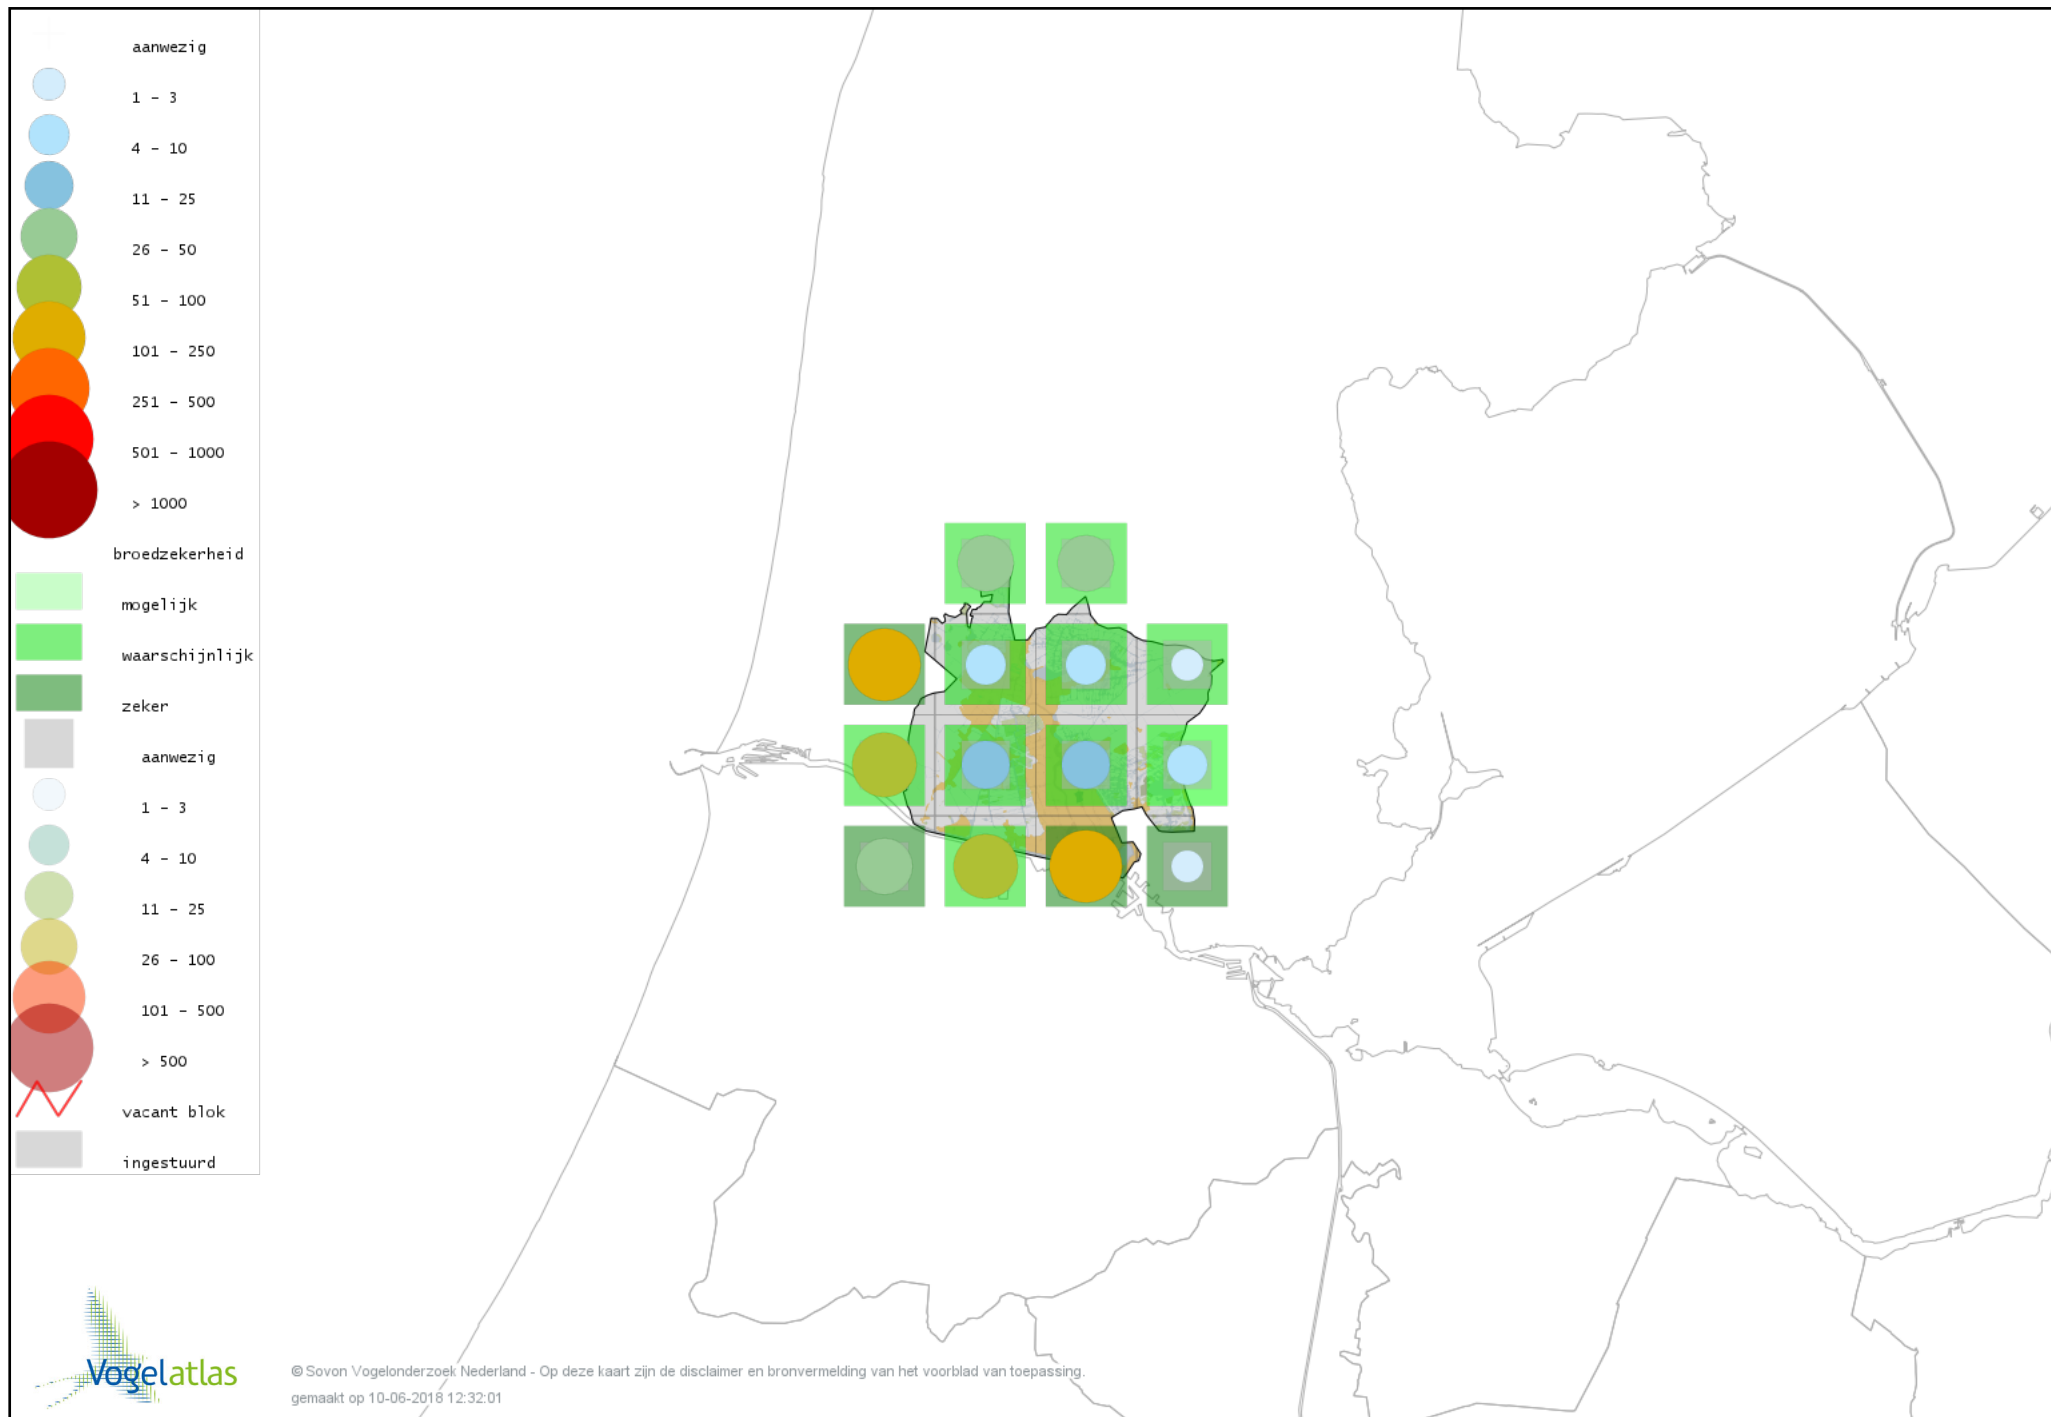 aanwezig
1 - 3
4 - 10
11 - 25
26 - 50
51 - 100
101 - 250
251 - 500
501 - 1000
> 1000
broedzekerheid
mogelijk
waarschijnlijk
zeker
aanwezig
1 - 3
4 - 10
11 - 25
26 - 100
101 - 500
> 500
vacant blok
ingestuurd
Vogelatlas
© Sovon Vogelonderzoek Nederland - Op deze kaart zijn de disclaimer en bronvermelding van het voorblad van toepassing.
gemaakt op 10-06-2018 12:32:01